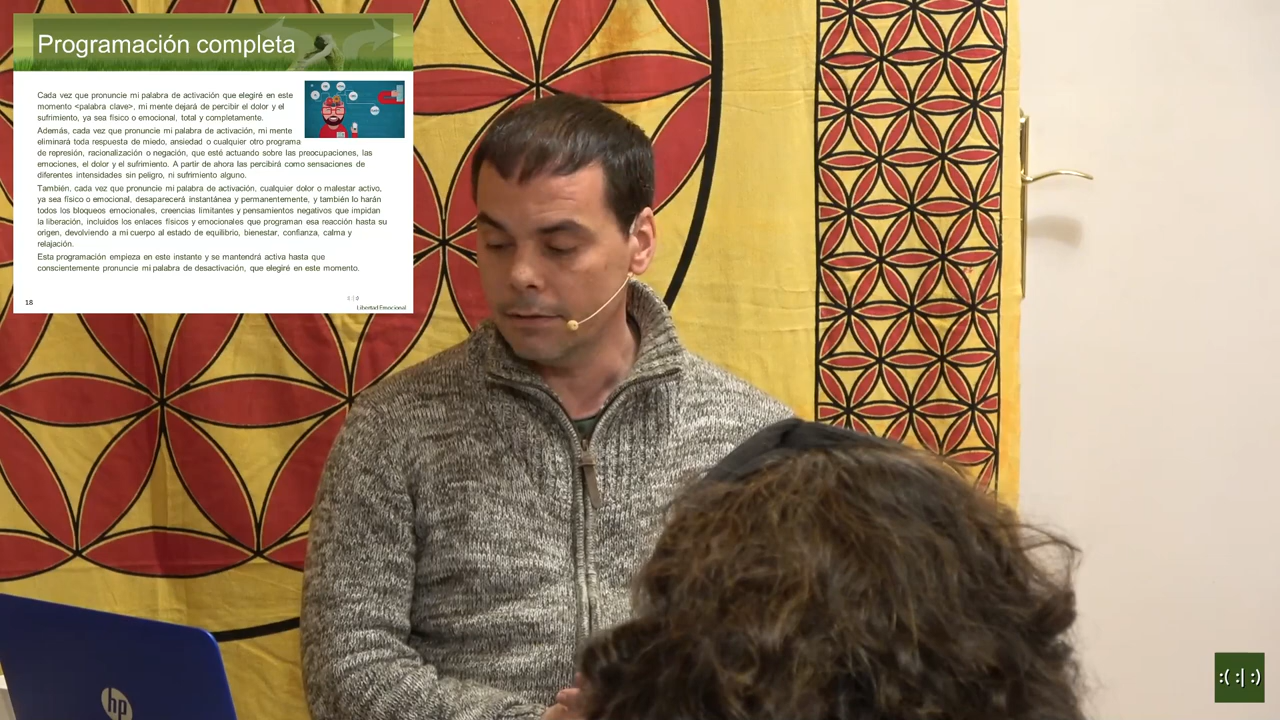 Programación completa
Cada vez que pronuncie mi palabra de activación que elegiré en este
momento <palabra clave>, mi mente dejará de percibir el dolor y el
sufrimiento, ya sea físico o emocional, total y completamente.
Además, cada vez que pronuncie mi palabra de activación, mi mente
eliminará toda respuesta de miedo, ansiedad o cualquier otro programa
de represión, racionalización o negación, que esté actuando sobre las preocupaciones, las
emociones, el dolor y el sufrimiento. A partir de ahora las percibirá como sensaciones de
diferentes intensidades sin peligro, ni sufrimiento alguno.
También, cada vez que pronuncie mi palabra de activación, cualquier dolor o malestar activo,
ya sea físico o emocional, desaparecerá instantánea y permanentemente, y también lo harán
todos los bloqueos emocionales, creencias limitantes y pensamientos negativos que impidan
la liberación, incluidos los enlaces físicos y emocionales que programan esa reacción hasta su
origen, devolviendo a mi cuerpo al estado de equilibrio, bienestar, confianza, calma y
relajación.
Esta programación empieza en este instante y se mantendrá activa hasta que
conscientemente pronuncie mi palabra de desactivación, que elegiré en este momento.
18
Libertad Emocional
hp
:( :| :)